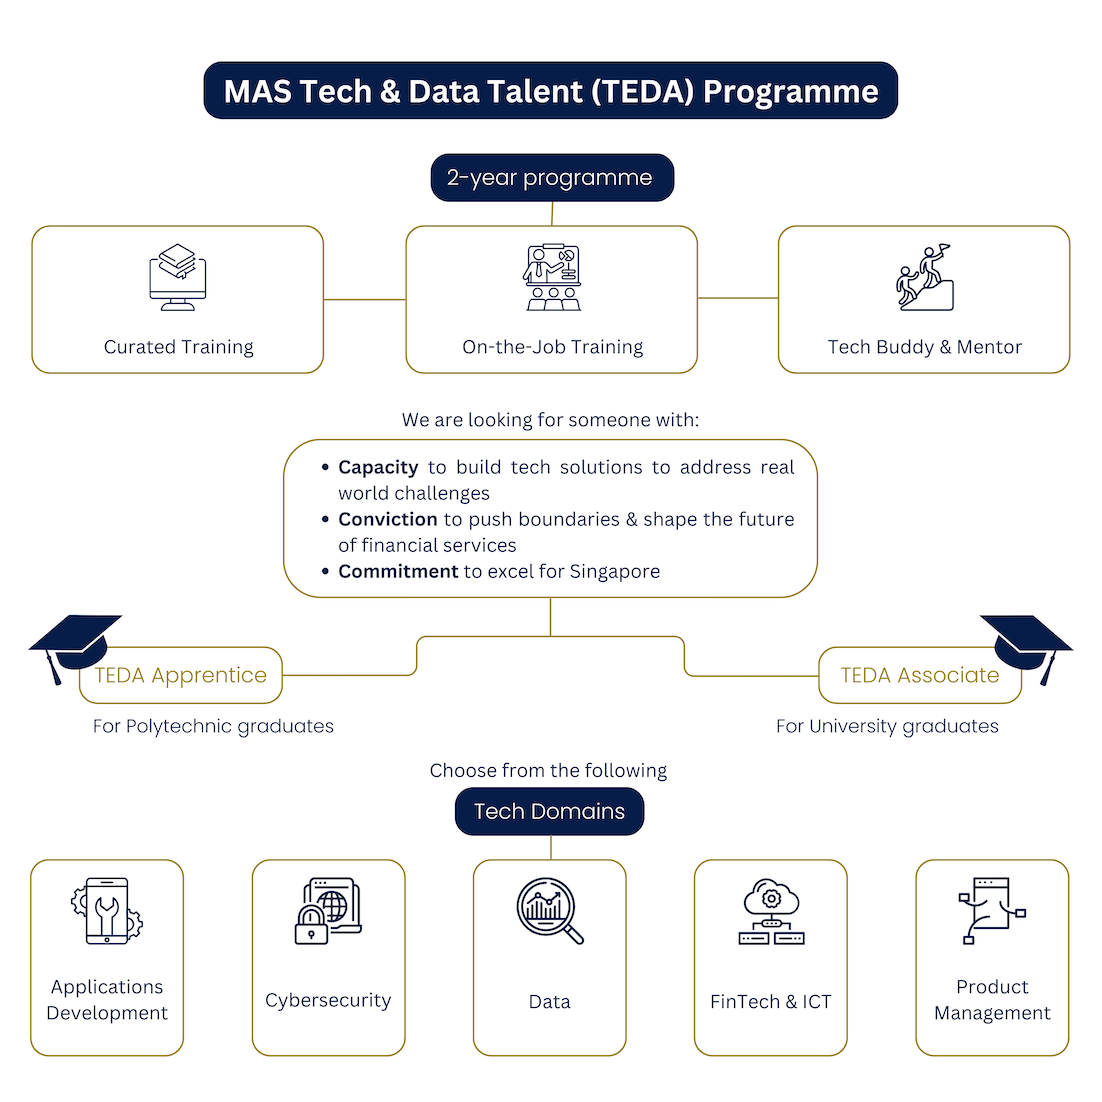 MAS Tech & Data Talent (TEDA) Programme
2-year programme
Curated Training
On-the-Job Training
Tech Buddy & Mentor
We are looking for someone with:
• Capacity to build tech solutions to address real
world challenges
• Conviction to push boundaries & shape the future
of financial services
• Commitment to excel for Singapore
TEDA Apprentice
For Polytechnic graduates
TEDA Associate
For University graduates
Choose from the following
Tech Domains
Applications
Development
Cybersecurity
Data
FinTech & ICT
Product
Management